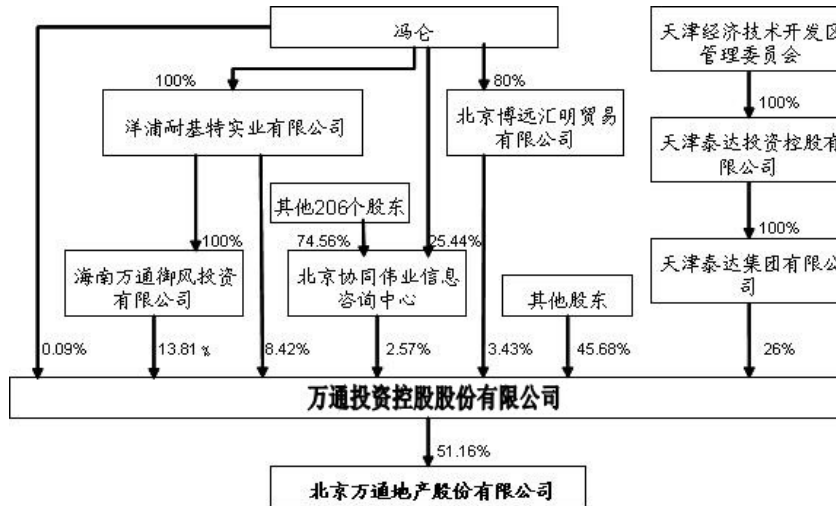 冯仑
天津经济技术开发区
管理委员会
100%
80%
100%
洋浦耐基特实业有限公司
北京博远汇明贸易
有限公司
天津泰达投资控股有
限公司
其他206个股东
100%
74.56%
25.44%
100%
海南万通御风投资
有限公司
北京协同伟业信息
咨询中心
其他股东
天津泰达集团有限公
司
0.09%
13.81%
8.42%
2.57%
3.43%
45.68%
26%
万通投资控股股份有限公司
51.16%
北京万通地产股份有限公司